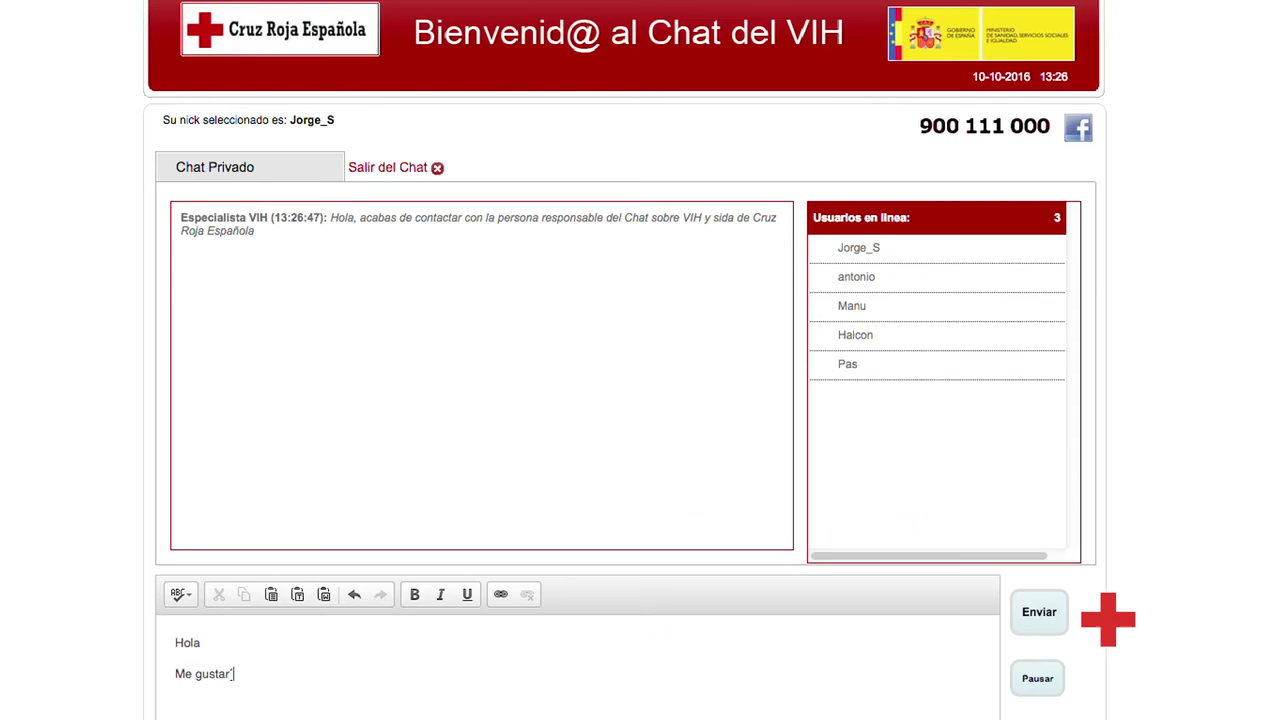 Cruz Roja Española
Bienvenid@ al Chat del VIH
GOBIERNO
DE ESPAÑA
MINISTERIO
DE SANIDAD, SERVICIOS SOCIALES
E IGUALDAD
10-10-2016 13:26
Su nick seleccionado es: Jorge_S
900 111 000
Chat Privado
Salir del Chat
Especialista VIH (13:26:47): Hola, acabas de contactar con la persona responsable del Chat sobre VIH y sida de Cruz
Roja Española
Usuarios en linea: 3
Jorge_S
antonio
Manu
Halcon
Pas
ABC
B I U
Enviar
Hola
Me gustar´
Pausar